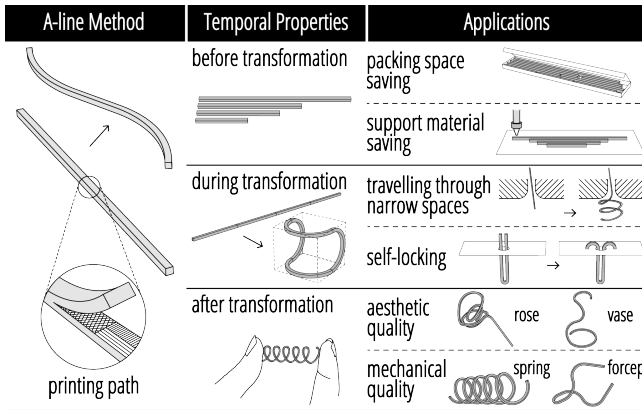 A-line Method
Temporal Properties
Applications
before transformation
packing space
saving
support material
saving
during transformation
travelling through
narrow spaces
self-locking
after transformation
aesthetic
quality
rose
vase
mechanical
quality
spring
forcep
printing path